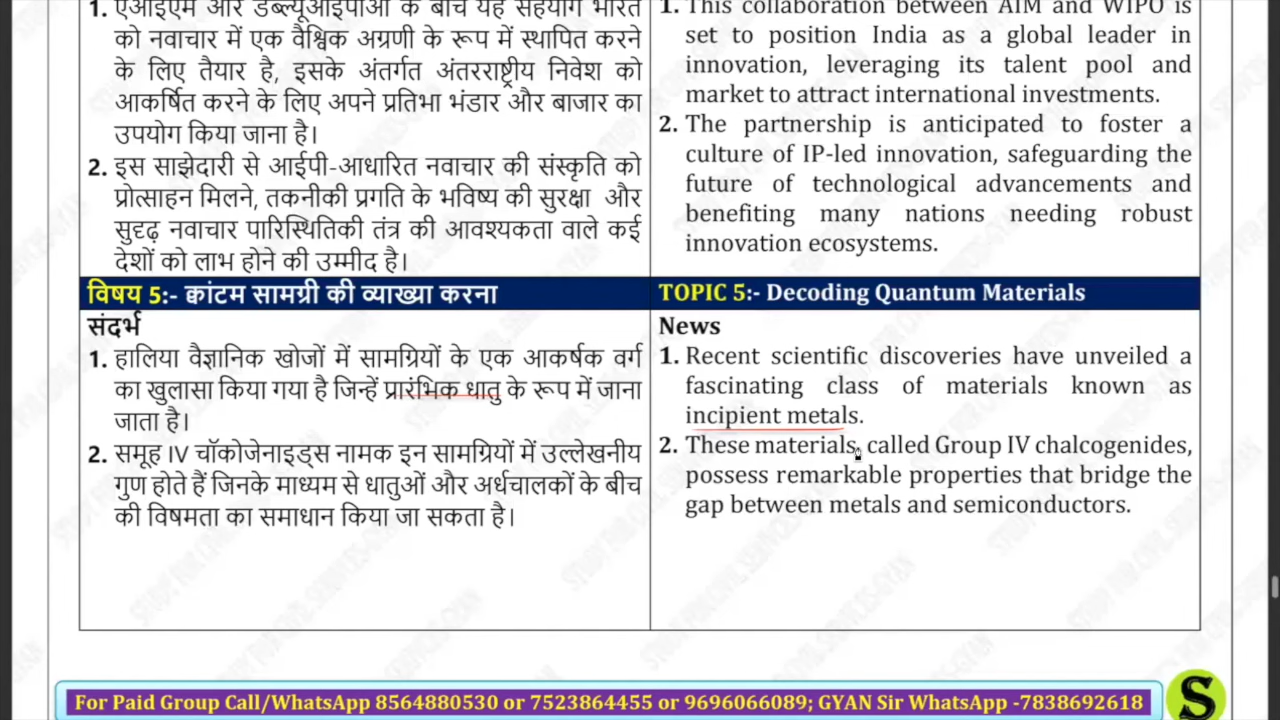 1. एआईएम और डब्ल्यूआईपीओ के बीच यह सहयोग भारत
को नवाचार में एक वैश्विक अग्रणी के रूप में स्थापित करने
के लिए तैयार है, इसके अंतर्गत अंतरराष्ट्रीय निवेश को
आकर्षित करने के लिए अपने प्रतिभा भंडार और बाजार का
उपयोग किया जाना है।
2. इस साझेदारी से आईपी-आधारित नवाचार की संस्कृति को
प्रोत्साहन मिलने, तकनीकी प्रगति के भविष्य की सुरक्षा और
सुदृढ़ नवाचार पारिस्थितिकी तंत्र की आवश्यकता वाले कई
देशों को लाभ होने की उम्मीद है।
1. This collaboration between AIM and WIPO is
set to position India as a global leader in
innovation, leveraging its talent pool and
market to attract international investments.
2. The partnership is anticipated to foster a
culture of IP-led innovation, safeguarding the
future of technological advancements and
benefiting many nations needing robust
innovation ecosystems.
विषय 5:- क्वांटम सामग्री की व्याख्या करना
TOPIC 5:- Decoding Quantum Materials
संदर्भ
1. हालिया वैज्ञानिक खोजों में सामग्रियों के एक आकर्षक वर्ग
का खुलासा किया गया है जिन्हें प्रारंभिक धातु के रूप में जाना
जाता है।
2. समूह IV चॉकोजेनाइड्स नामक इन सामग्रियों में उल्लेखनीय
गुण होते हैं जिनके माध्यम से धातुओं और अर्धचालकों के बीच
की विषमता का समाधान किया जा सकता है।
News
1. Recent scientific discoveries have unveiled a
fascinating class of materials known as
incipient metals.
2. These materials, called Group IV chalcogenides,
possess remarkable properties that bridge the
gap between metals and semiconductors.
For Paid Group Call/WhatsApp 8564880530 or 7523864455 or 9696066089; GYAN Sir WhatsApp -7838692618
S